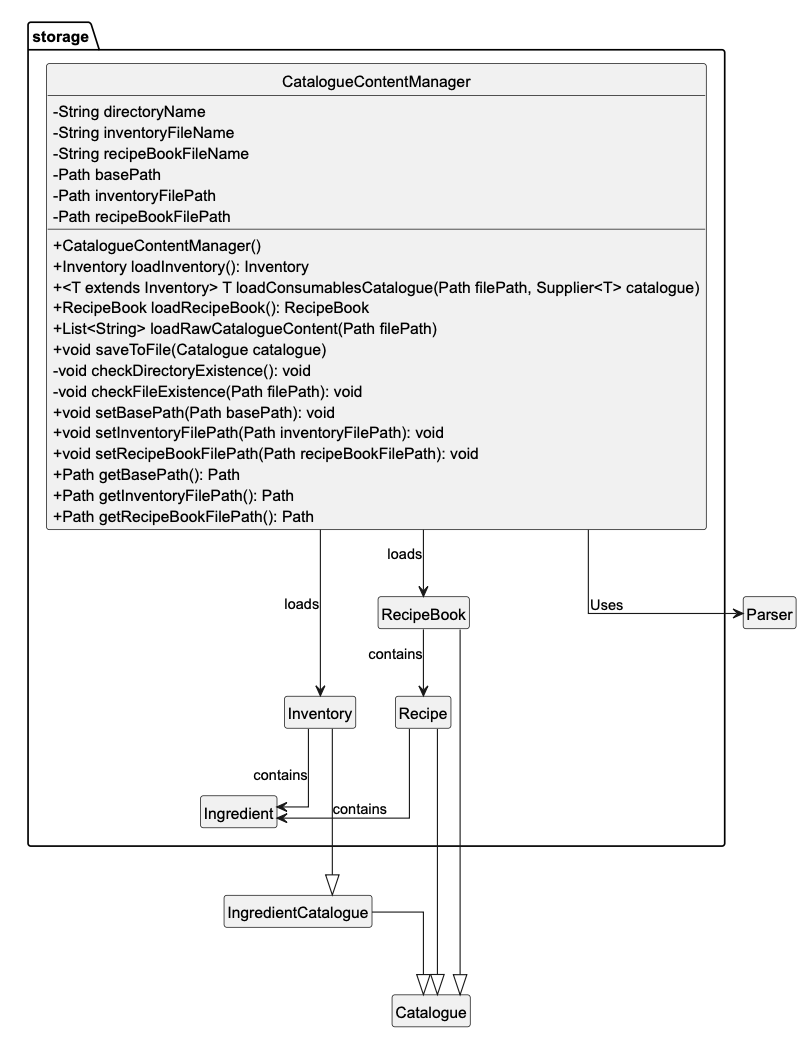 storage
CatalogueContentManager
-String directoryName
-String inventoryFileName
-String recipeBookFileName
-Path basePath
-Path inventoryFilePath
-Path recipeBookFilePath
+CatalogueContentManager()
+Inventory loadInventory(): Inventory
+<T extends Inventory> T loadConsumablesCatalogue(Path filePath, Supplier<T> catalogue)
+RecipeBook loadRecipeBook(): RecipeBook
+List<String> loadRawCatalogueContent(Path filePath)
+void saveToFile(Catalogue catalogue)
-void checkDirectoryExistence(): void
-void checkFileExistence(Path filePath): void
+void setBasePath(Path basePath): void
+void setInventoryFilePath(Path inventoryFilePath): void
+void setRecipeBookFilePath(Path recipeBookFilePath): void
+Path getBasePath(): Path
+Path getInventoryFilePath(): Path
+Path getRecipeBookFilePath(): Path
loads
loads
Uses
RecipeBook
Parser
contains
Inventory
Recipe
contains
contains
Ingredient
IngredientCatalogue
Catalogue